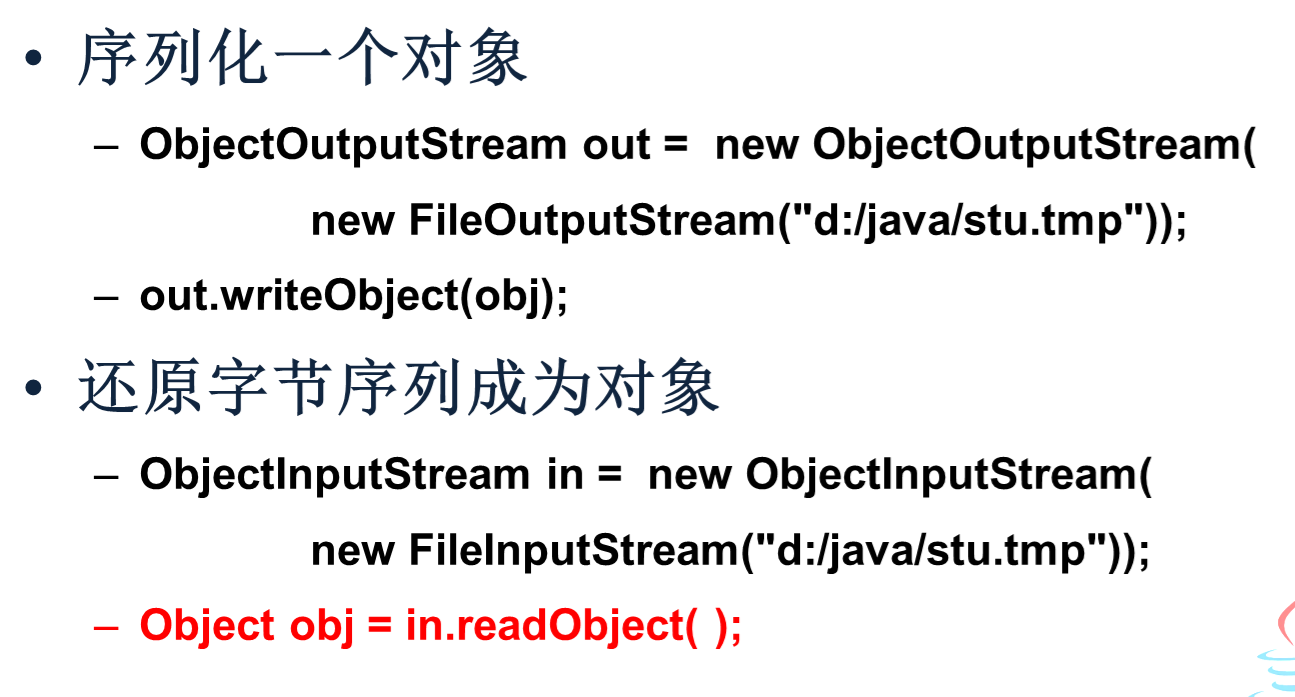 • 序列化一个对象
– ObjectOutputStream out = new ObjectOutputStream(
new FileOutputStream("d:/java/stu.tmp"));
– out.writeObject(obj);
• 还原字节序列成为对象
– ObjectInputStream in = new ObjectInputStream(
new FileInputStream("d:/java/stu.tmp"));
– Object obj = in.readObject( );